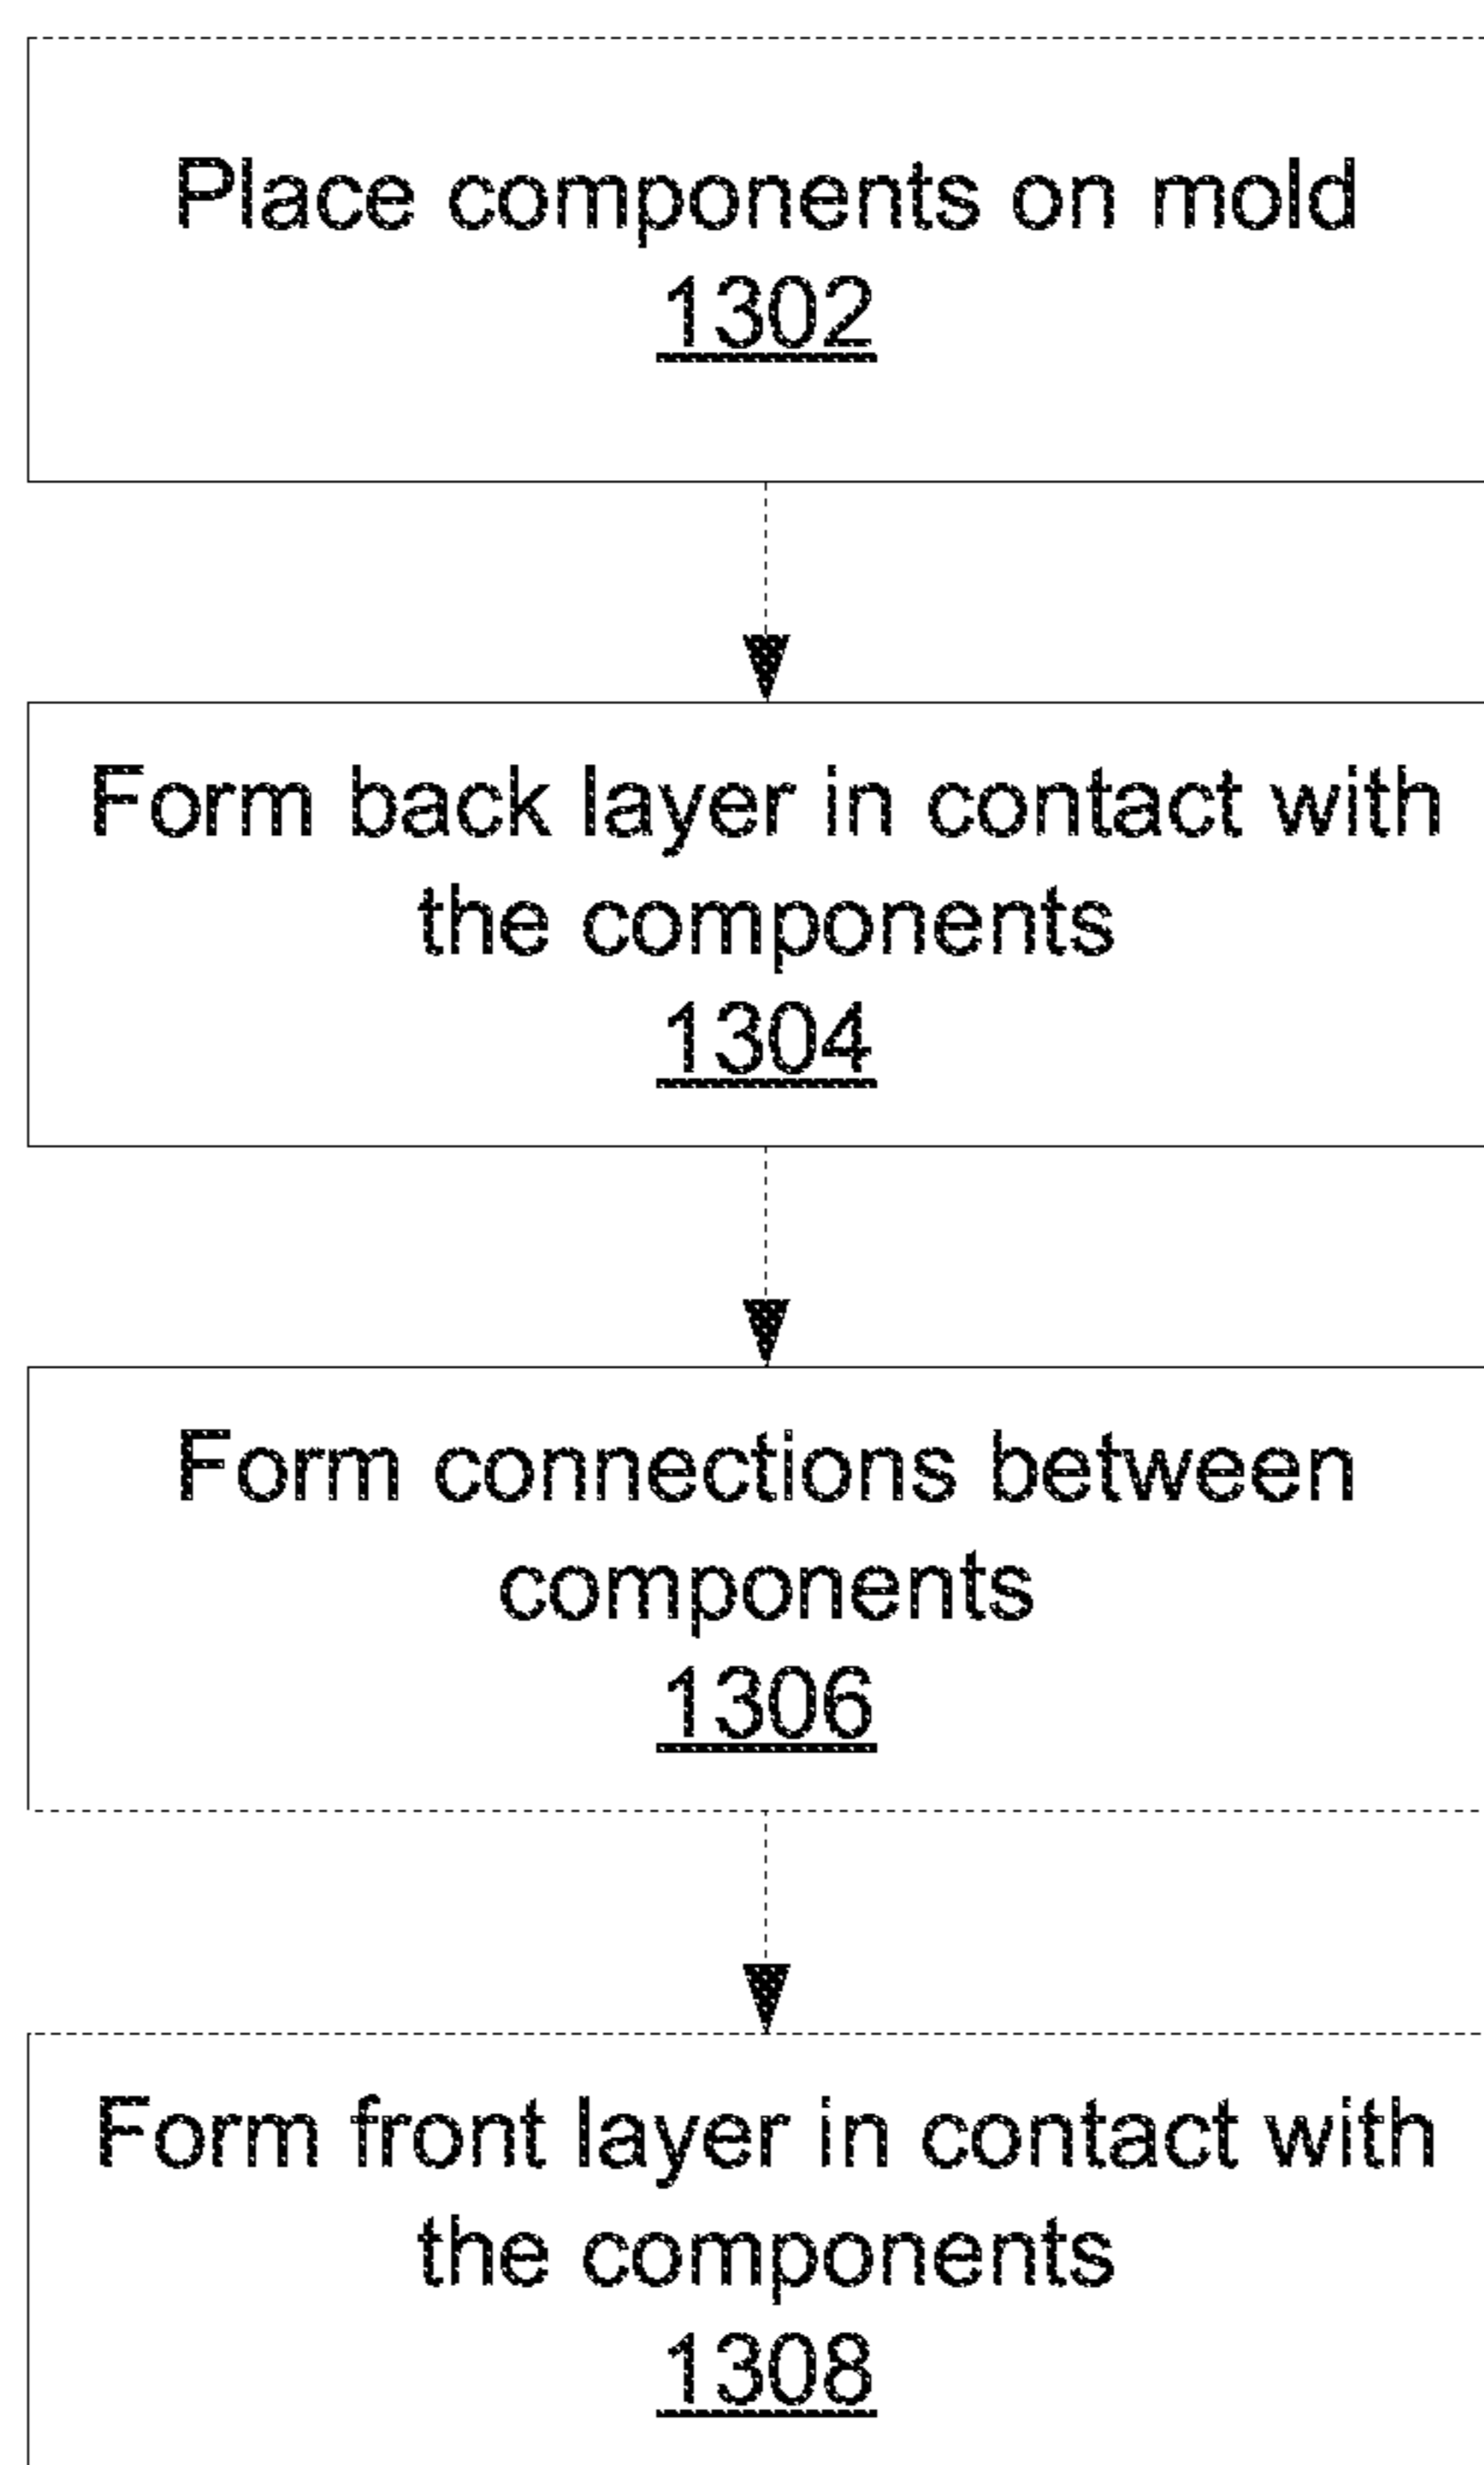 Place components on mold
1302
Form back layer in contact with
the components
1304
Form connections between
components
1306
Form front layer in contact with
the components
1308